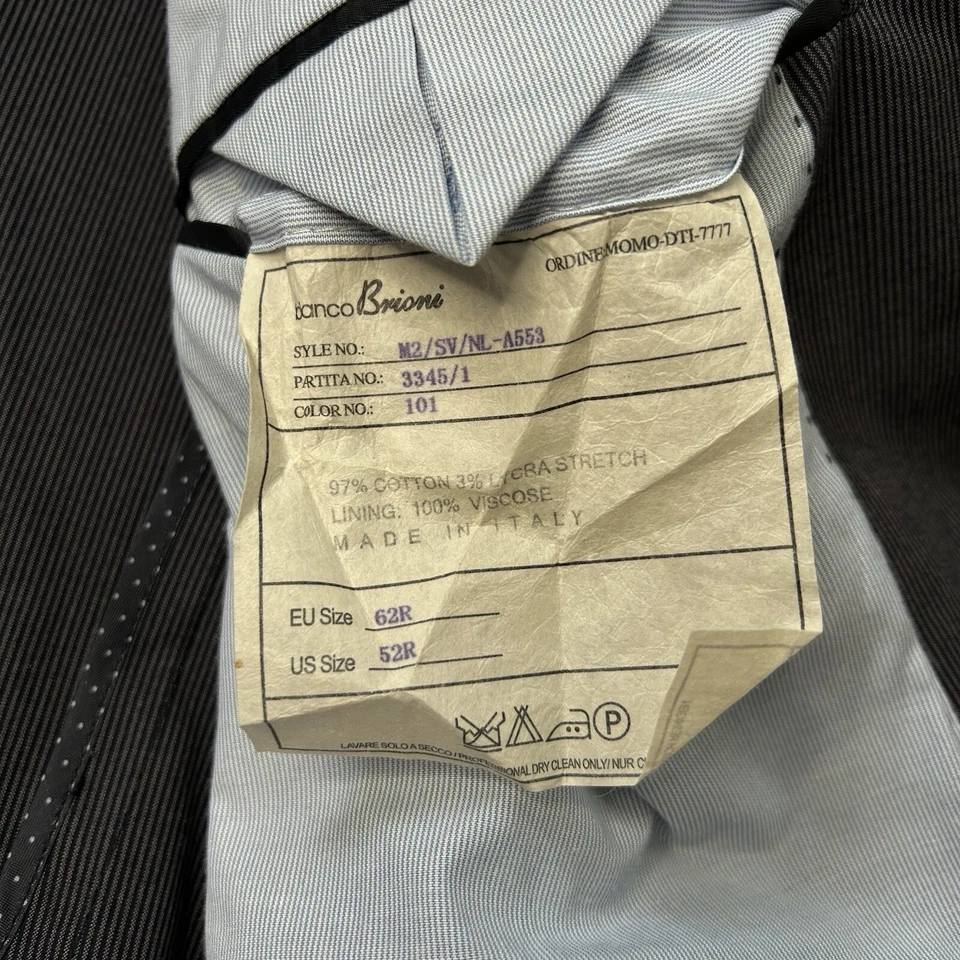 ORDINE:MOMO-DTI-7777
bianco Brioni
SYLE NO.: M2/SV/NL-A553
PARTITA NO.: 3345/1
COLOR NO.: 101
97% COTTON 3% LYCRA STRETCH
LINING: 100% VISCOSE
MADE IN ITALY
EU Size 62R
US Size 52R
P
LAVARE SOLO A SECCO / PROFESSIONAL DRY CLEAN ONLY/ NUR